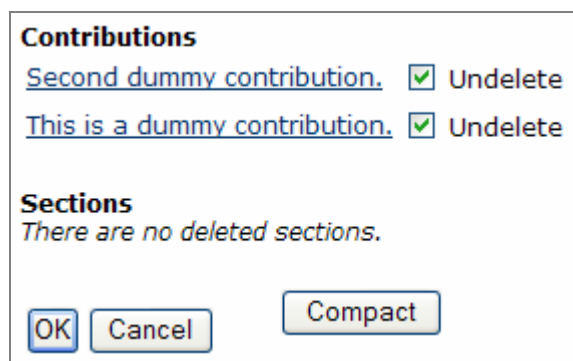 Contributions
Second dummy contribution. Undelete
This is a dummy contribution. Undelete
Sections
There are no deleted sections.
OK Cancel Compact